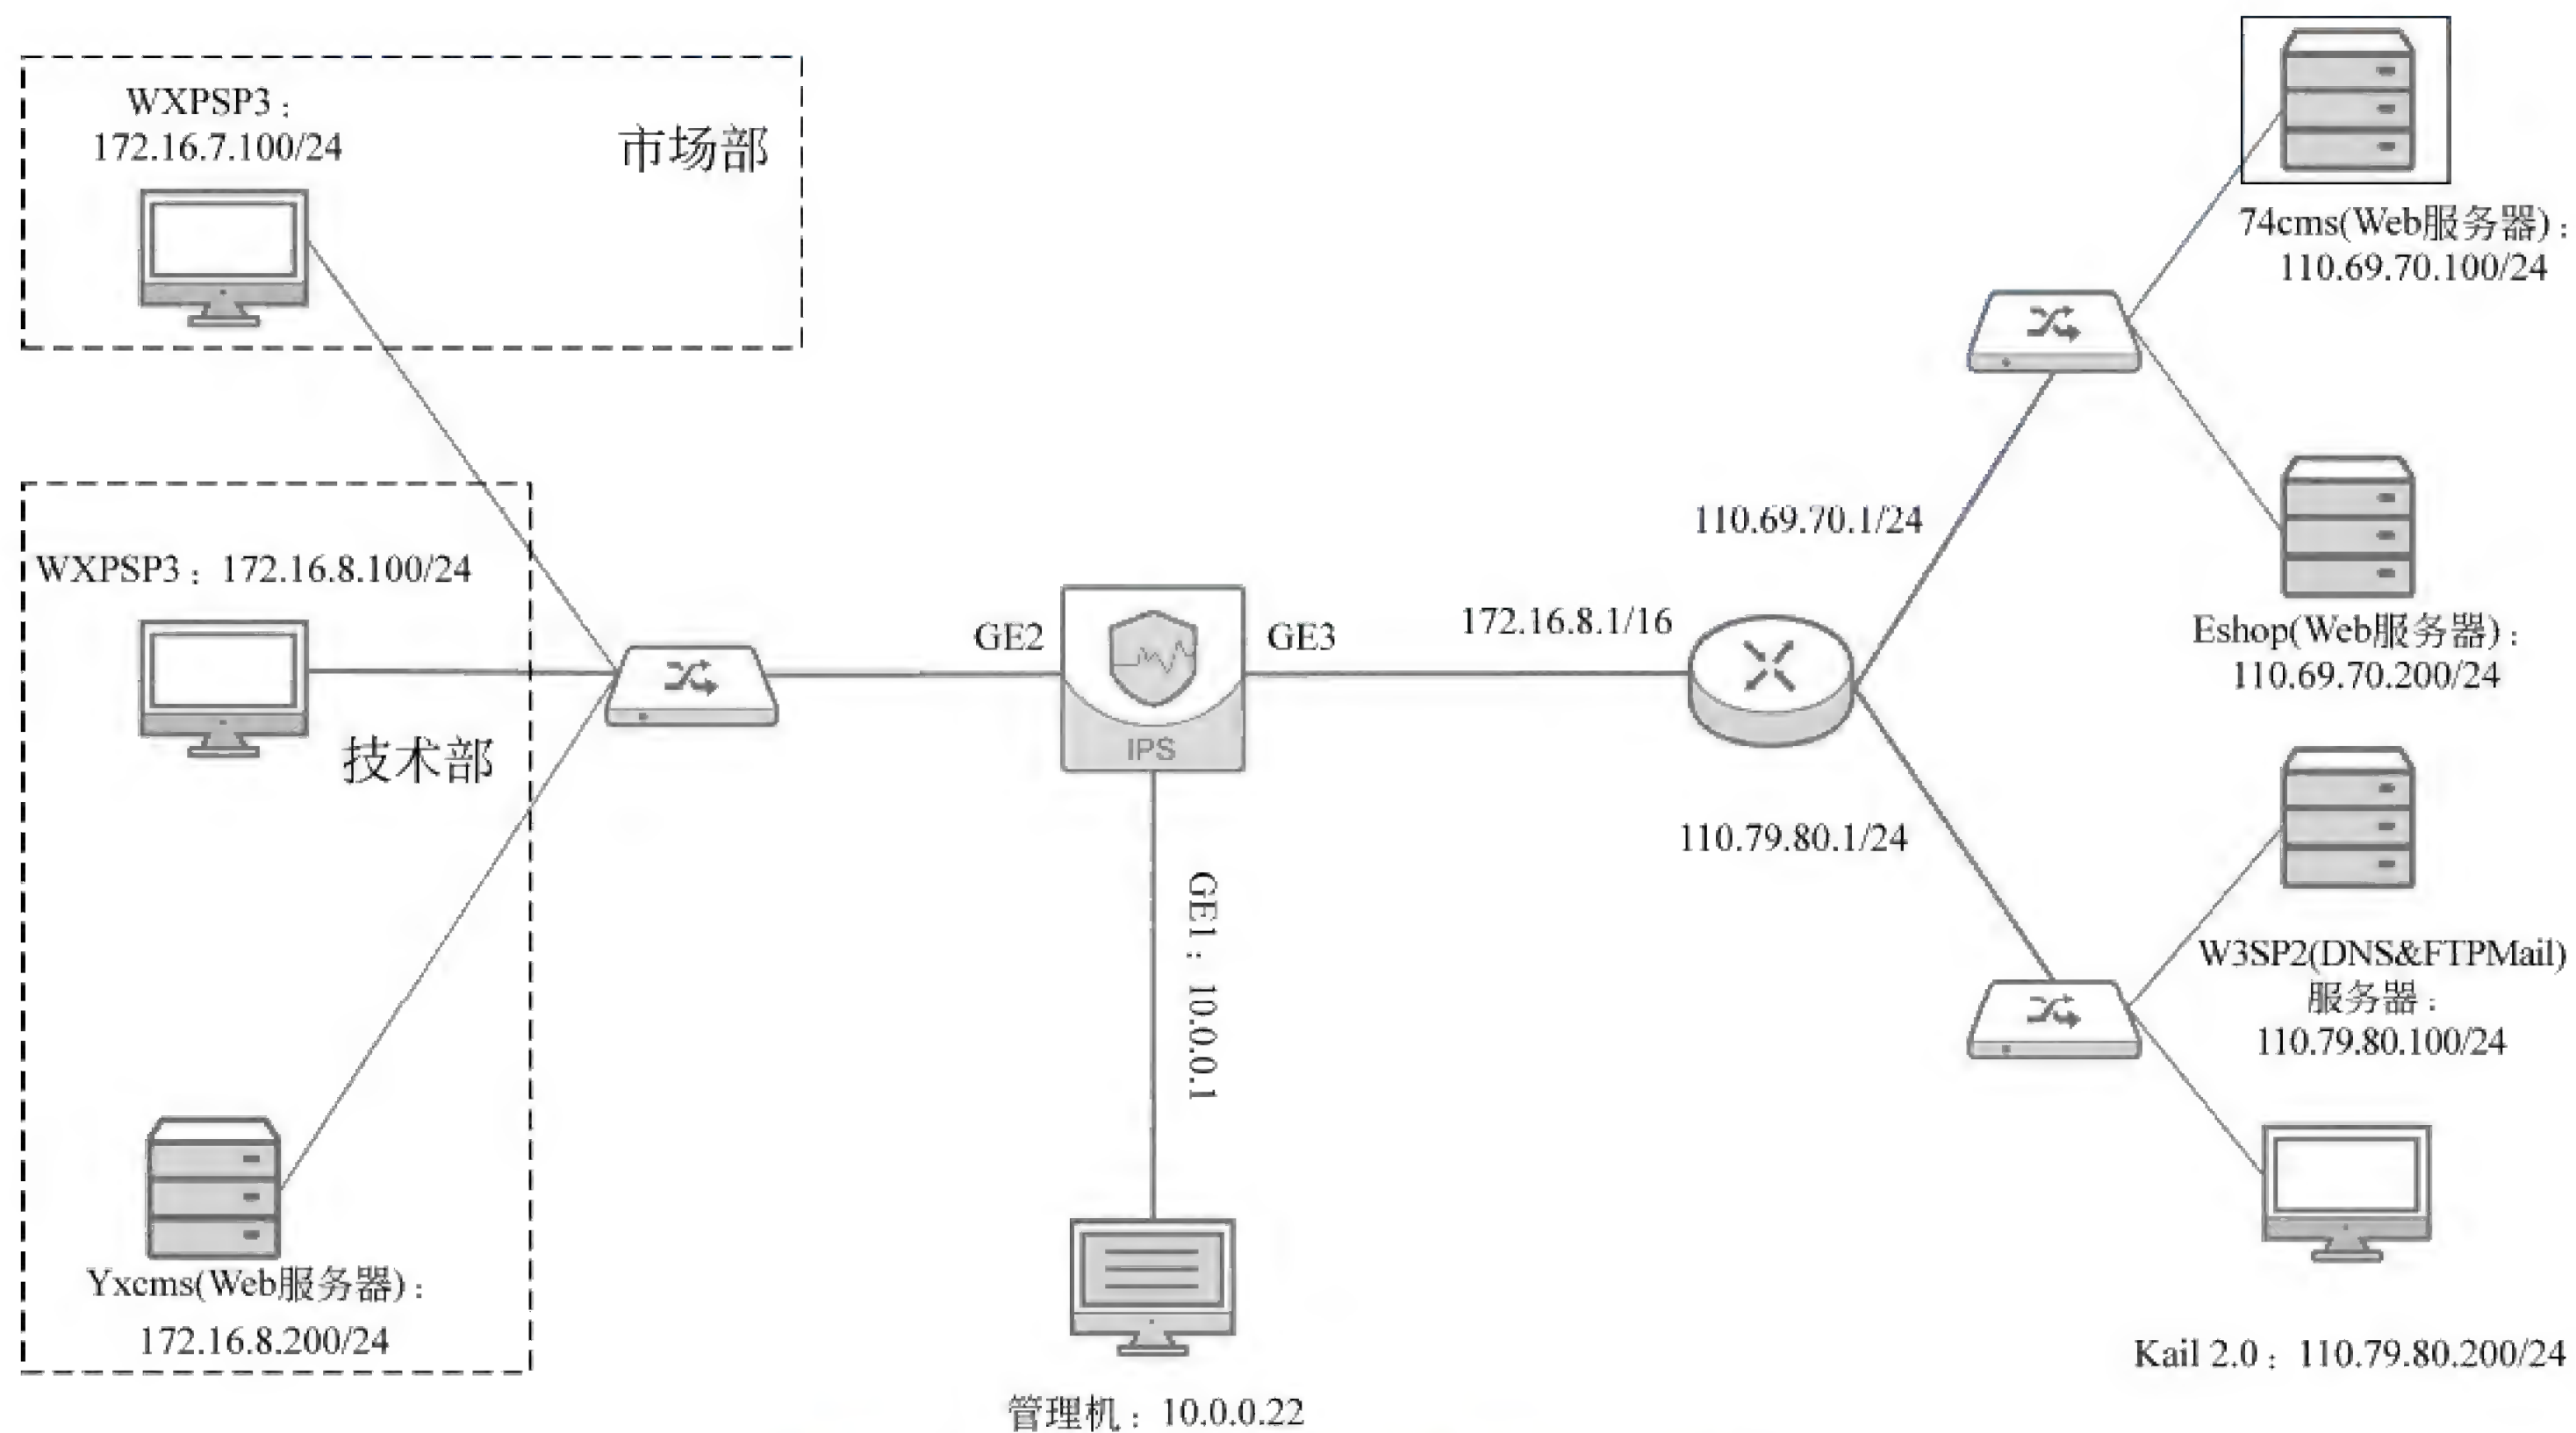 WXPSP3：
172.16.7.100/24
市场部
74cms(Web服务器)：
110.69.70.100/24
110.69.70.1/24
WXPSP3：172.16.8.100/24
技术部
GE2
IPS
GE3
172.16.8.1/16
Eshop(Web服务器)：
110.69.70.200/24
110.79.80.1/24
GE1：10.0.0.1
W3SP2(DNS&FTPMail)
服务器：
110.79.80.100/24
Yxcms(Web服务器)：
172.16.8.200/24
Kail 2.0：110.79.80.200/24
管理机：10.0.0.22